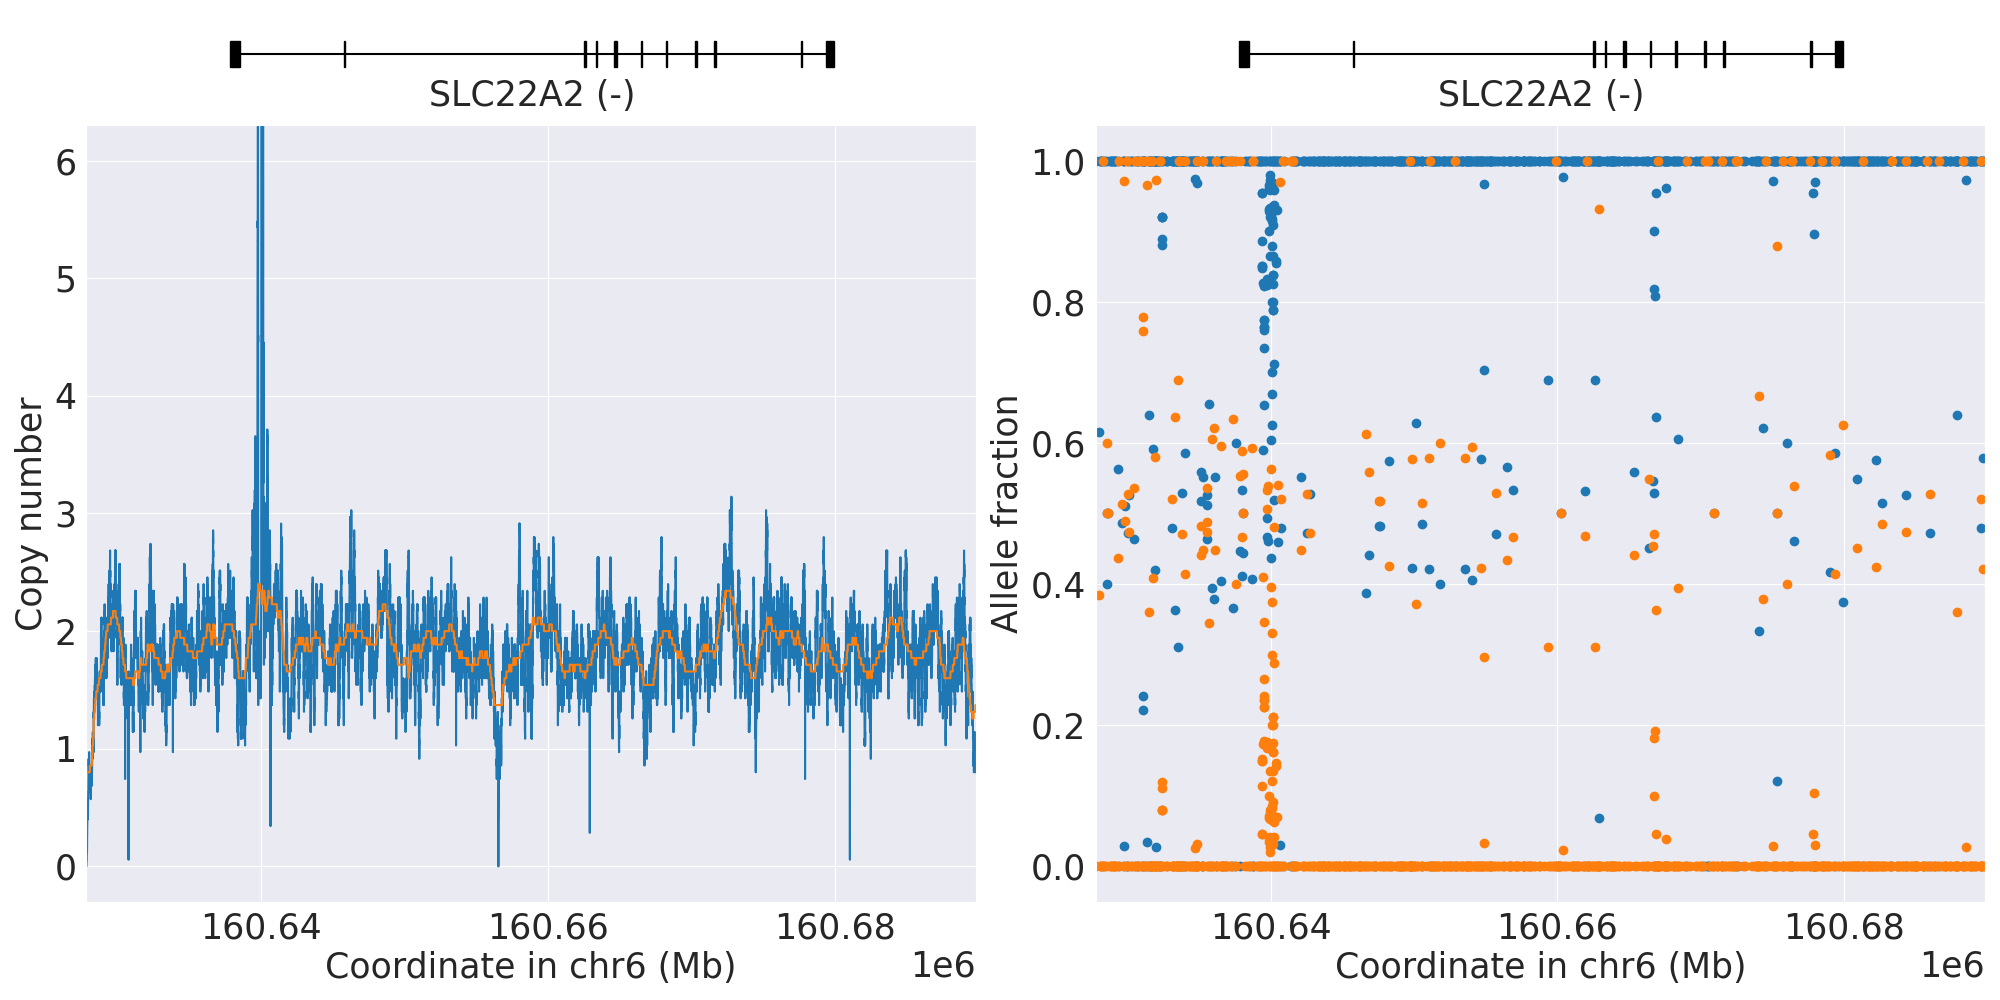 SLC22A2 (-)
6
5
4
3
2
1
0
Copy number
160.64
160.66
160.68
Coordinate in chr6 (Mb)
1e6
SLC22A2 (-)
1.0
0.8
0.6
0.4
0.2
0.0
Allele fraction
160.64
160.66
160.68
Coordinate in chr6 (Mb)
1e6